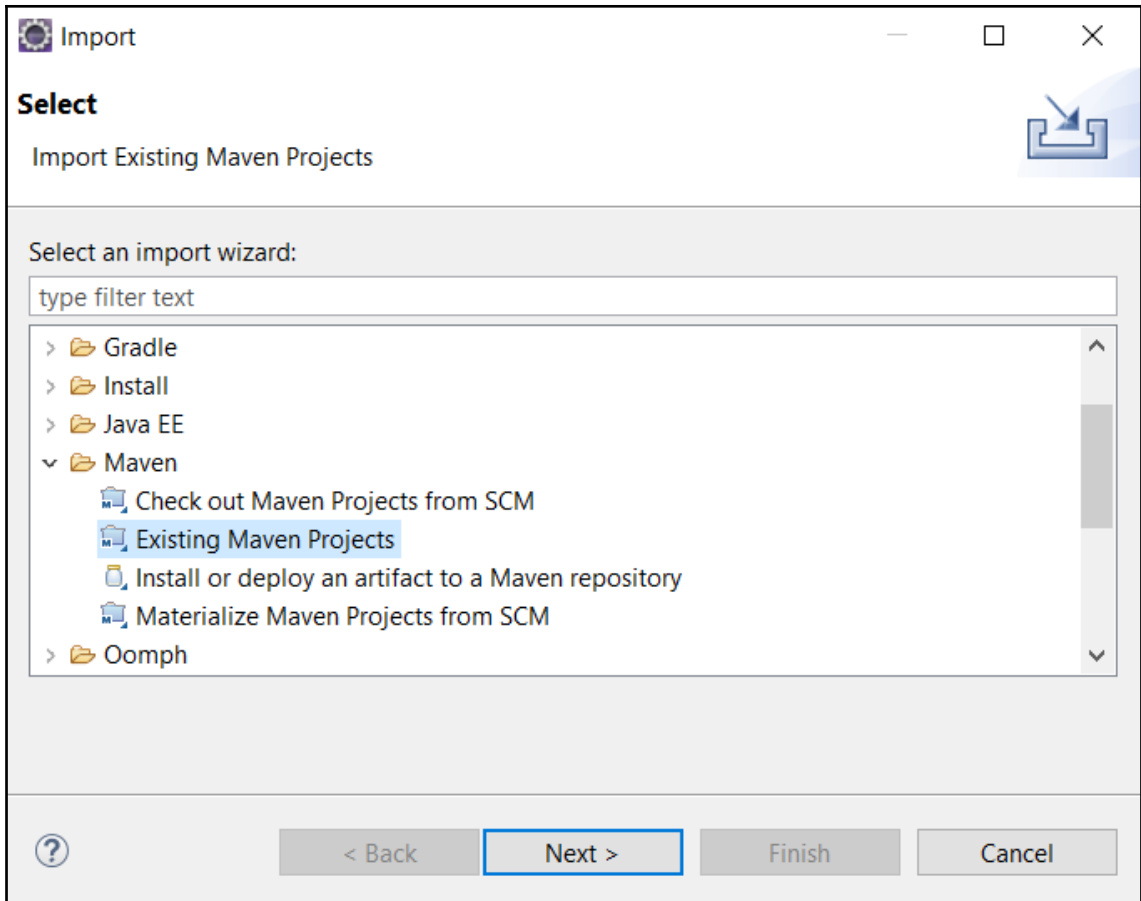 Import
Select
Import Existing Maven Projects
Select an import wizard:
type filter text
Gradle
Install
Java EE
Maven
Check out Maven Projects from SCM
Existing Maven Projects
Install or deploy an artifact to a Maven repository
Materialize Maven Projects from SCM
Oomph
? < Back Next > Finish Cancel